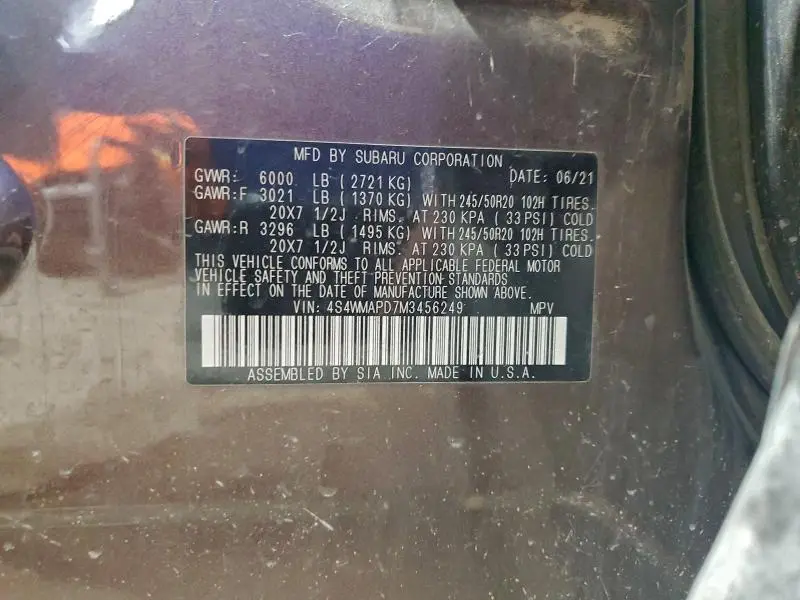 MFD BY SUBARU CORPORATION DATE: 06/21
GVWR: 6000 LB ( 2721 KG)
GAWR:F 3021 LB ( 1370 KG) WITH 245/50R20 102H TIRES.
20X7 1/2J RIMS. AT 230 KPA ( 33 PSI) COLD
GAWR:R 3296 LB ( 1495 KG) WITH 245/50R20 102H TIRES.
20X7 1/2J RIMS. AT 230 KPA ( 33 PSI) COLD
THIS VEHICLE CONFORMS TO ALL APPLICABLE FEDERAL MOTOR
VEHICLE SAFETY AND THEFT PREVENTION STANDARDS
IN EFFECT ON THE DATE OF MANUFACTURE SHOWN ABOVE.
VIN: 4S4WMAPD7M3456249 MPV
ASSEMBLED BY SIA INC. MADE IN U.S.A.